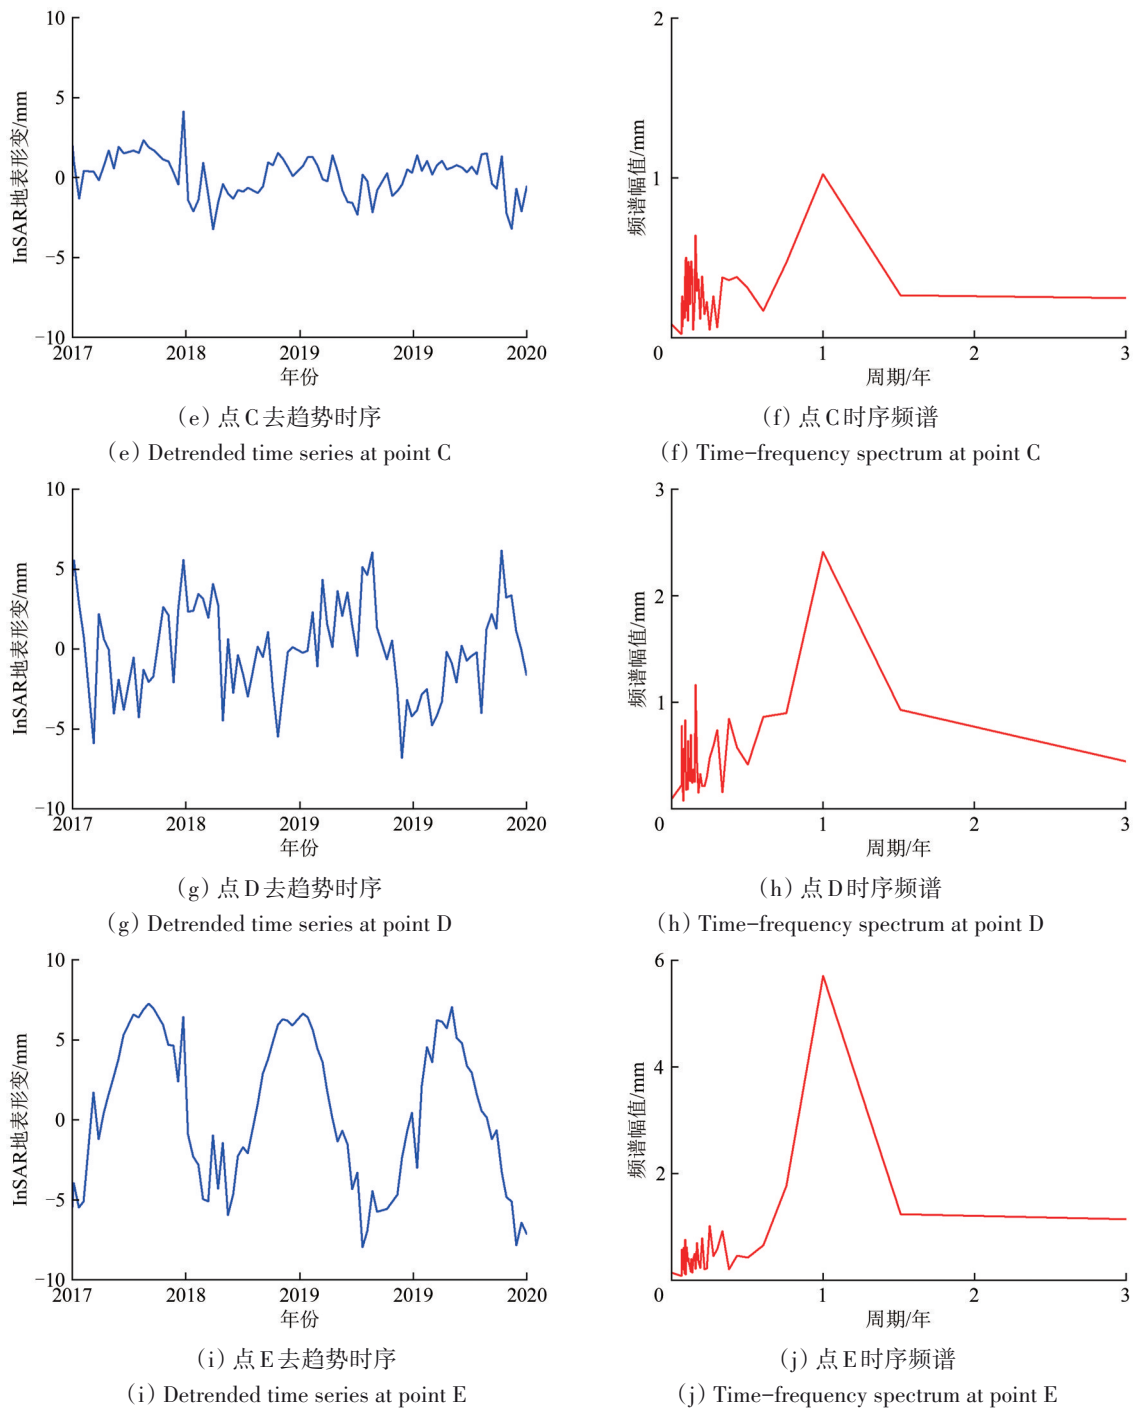 10
5
0
−5
−10
InSAR地表形变/mm
2017
2018
2019
2019
2020
年份
2
1
0
1
2
3
频谱幅值/mm
周期/年
(e) 点C去趋势时序
(f) 点C时序频谱
(e) Detrended time series at point C
(f) Time−frequency spectrum at point C
10
5
0
−5
−10
InSAR地表形变/mm
2017
2018
2019
2019
2020
年份
3
2
1
0
1
2
3
频谱幅值/mm
周期/年
(g) 点D去趋势时序
(h) 点D时序频谱
(g) Detrended time series at point D
(h) Time−frequency spectrum at point D
10
5
0
−5
−10
InSAR地表形变/mm
2017
2018
2019
2019
2020
年份
6
4
2
0
1
2
3
频谱幅值/mm
周期/年
(i) 点E去趋势时序
(j) 点E时序频谱
(i) Detrended time series at point E
(j) Time−frequency spectrum at point E